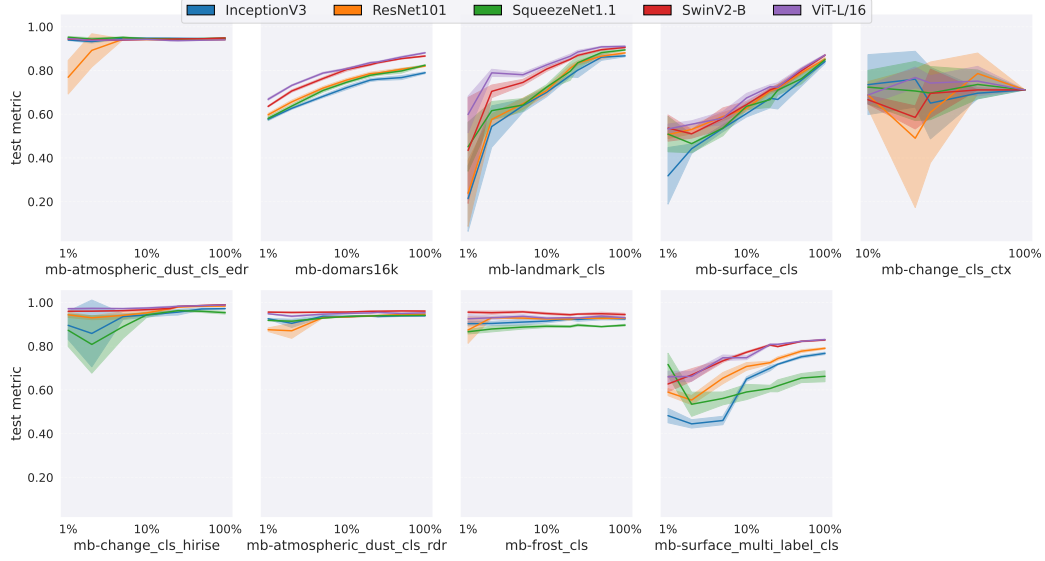 InceptionV3 ResNet101 SqueezeNet1.1 SwinV2-B ViT-L/16
1.00
0.80
0.60
0.40
0.20
test metric
1% 10% 100% 1% 10% 100% 1% 10% 100% 1% 10% 100% 10% 100%
mb-atmospheric_dust_cls_edr mb-domars16k mb-landmark_cls mb-surface_cls mb-change_cls_ctx
1.00
0.80
0.60
0.40
0.20
test metric
1% 10% 100% 1% 10% 100% 1% 10% 100% 1% 10% 100%
mb-change_cls_hirise mb-atmospheric_dust_cls_rdr mb-frost_cls mb-surface_multi_label_cls